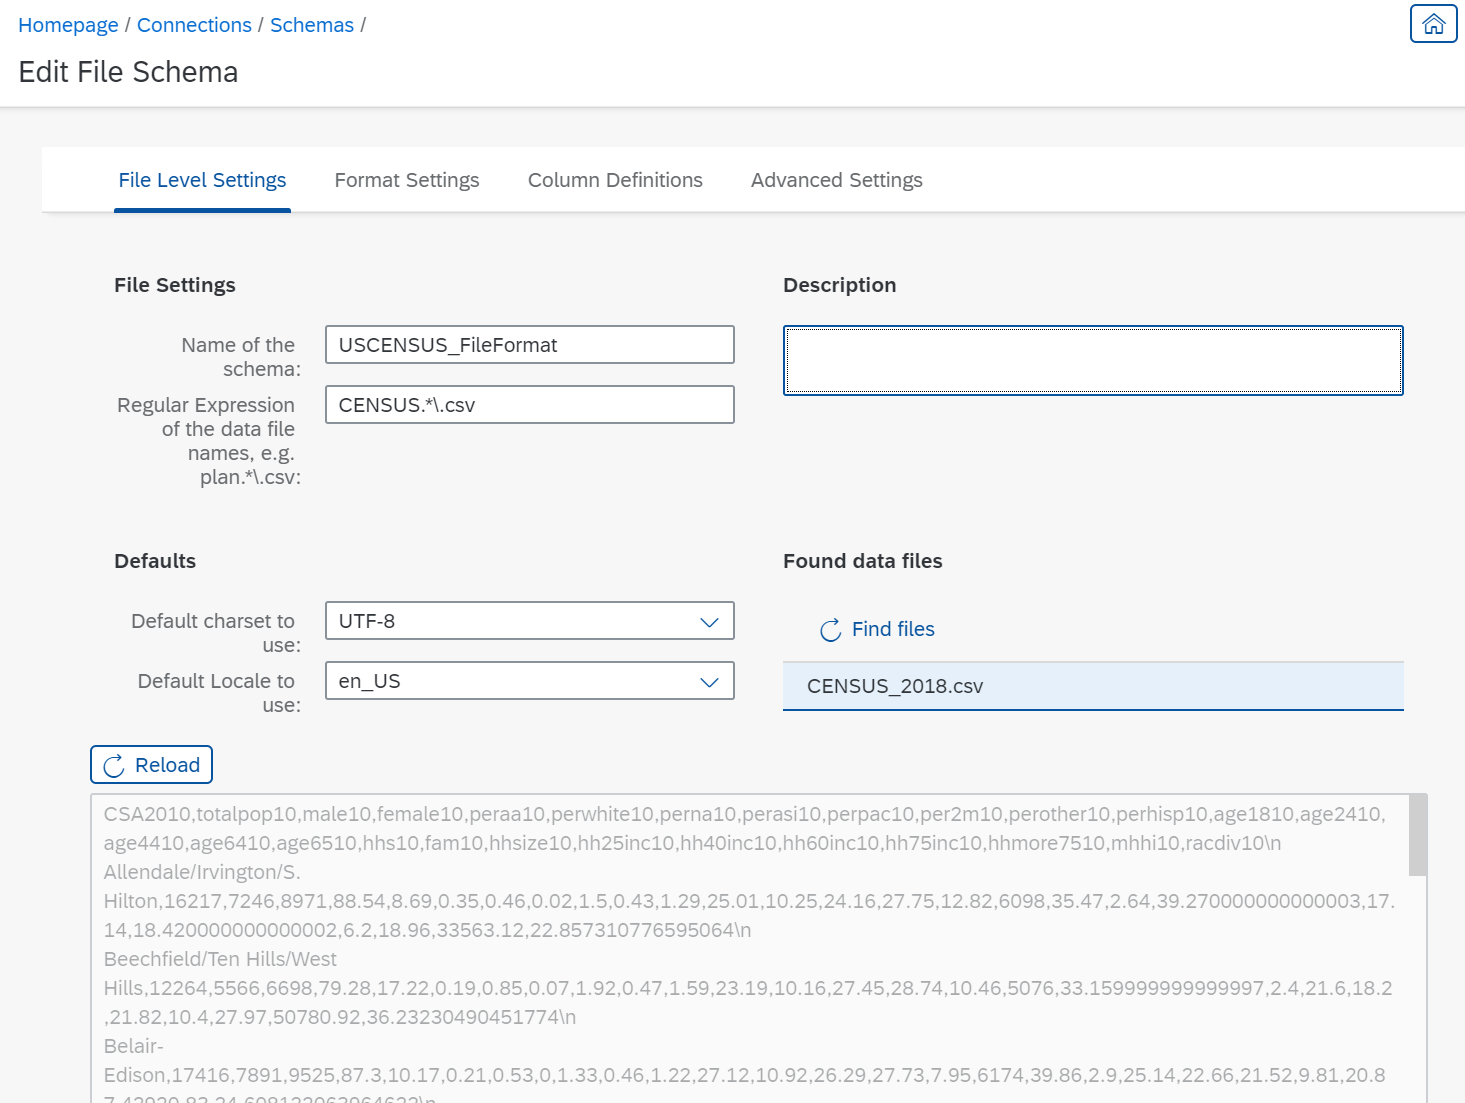 Homepage / Connections / Schemas /
Edit File Schema
File Level Settings
Format Settings
Column Definitions
Advanced Settings
File Settings
Description
Name of the
schema:
USCENSUS_FileFormat
Regular Expression
of the data file
names, e.g.
plan.*\.csv:
CENSUS.*\.csv
Defaults
Found data files
Default charset to
use:
UTF-8
Find files
Default Locale to
use:
en_US
CENSUS_2018.csv
Reload
CSA2010,totalpop10,male10,female10,peraa10,perwhite10,perna10,perasi10,perpac10,per2m10,perother10,perhisp10,age1810,age2410,
age4410,age6410,age6510,hhs10,fam10,hhsize10,hh25inc10,hh40inc10,hh60inc10,hh75inc10,hhmore7510,mhhi10,racdiv10\n
Allendale/Irvington/S.
Hilton,16217,7246,8971,88.54,8.69,0.35,0.46,0.02,1.5,0.43,1.29,25.01,10.25,24.16,27.75,12.82,6098,35.47,2.64,39.270000000000003,17.
14,18.420000000000002,6.2,18.96,33563.12,22.857310776595064\n
Beechfield/Ten Hills/West
Hills,12264,5566,6698,79.28,17.22,0.19,0.85,0.07,1.92,0.47,1.59,23.19,10.16,27.45,28.74,10.46,5076,33.159999999999997,2.4,21.6,18.2
,21.82,10.4,27.97,50780.92,36.23230490451774\n
Belair-
Edison,17416,7891,9525,87.3,10.17,0.21,0.53,0,1.33,0.46,1.22,27.12,10.92,26.29,27.73,7.95,6174,39.86,2.9,25.14,22.66,21.52,9.81,20.8